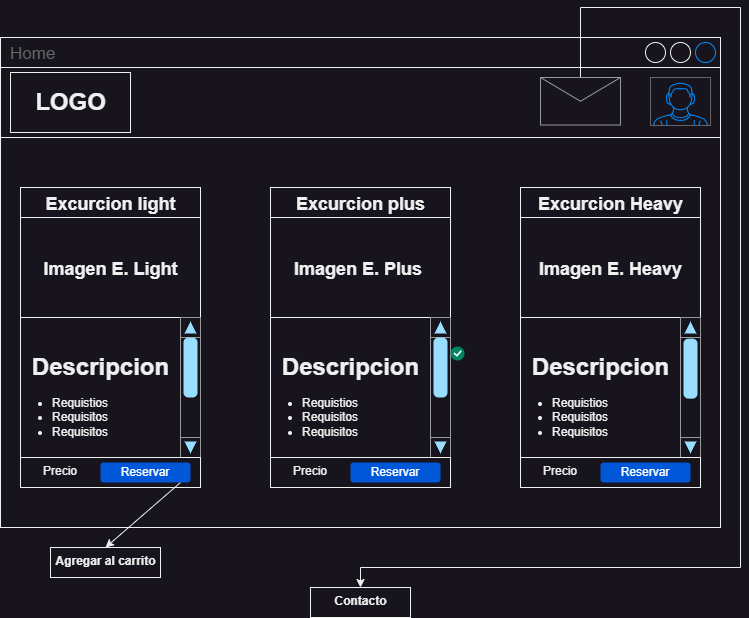 Home
LOGO
Excurcion light
Imagen E. Light
Descripcion
Requistios
Requisitos
Requisitos
Precio
Reservar
Excurcion plus
Imagen E. Plus
Descripcion
Requistios
Requisitos
Requisitos
Precio
Reservar
Excurcion Heavy
Imagen E. Heavy
Descripcion
Requistios
Requisitos
Requisitos
Precio
Reservar
Agregar al carrito
Contacto